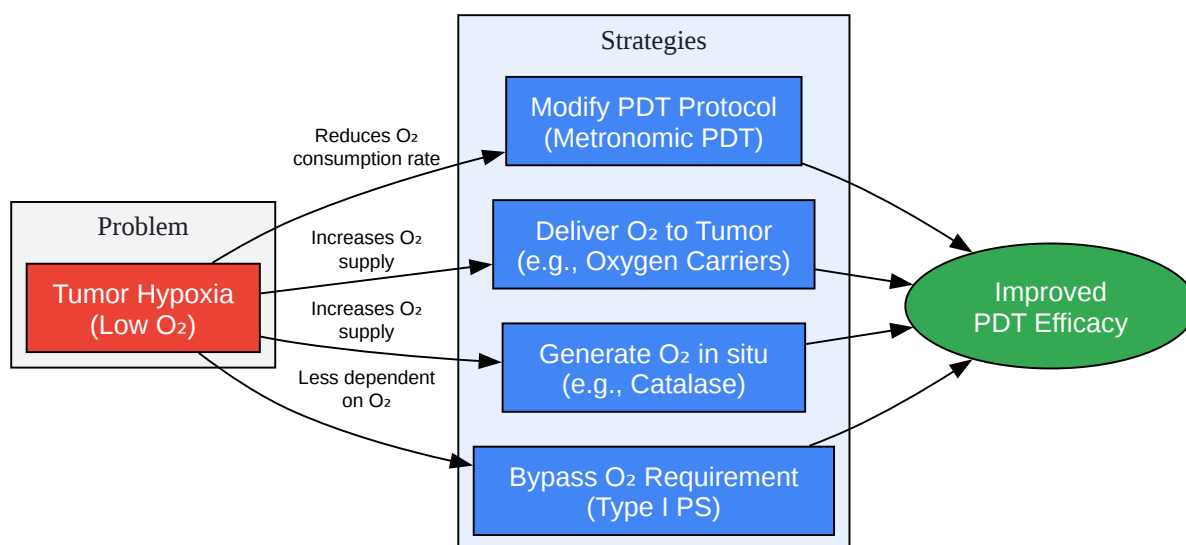 Strategies
Modify PDT Protocol
(Metronomic PDT)
Reduces O₂
consumption rate
Problem
Tumor Hypoxia
(Low O₂)
Increases O₂
supply
Deliver O₂ to Tumor
(e.g., Oxygen Carriers)
Increases O₂
supply
Generate O₂ in situ
(e.g., Catalase)
Less dependent
on O₂
Bypass O₂ Requirement
(Type I PS)
Improved
PDT Efficacy